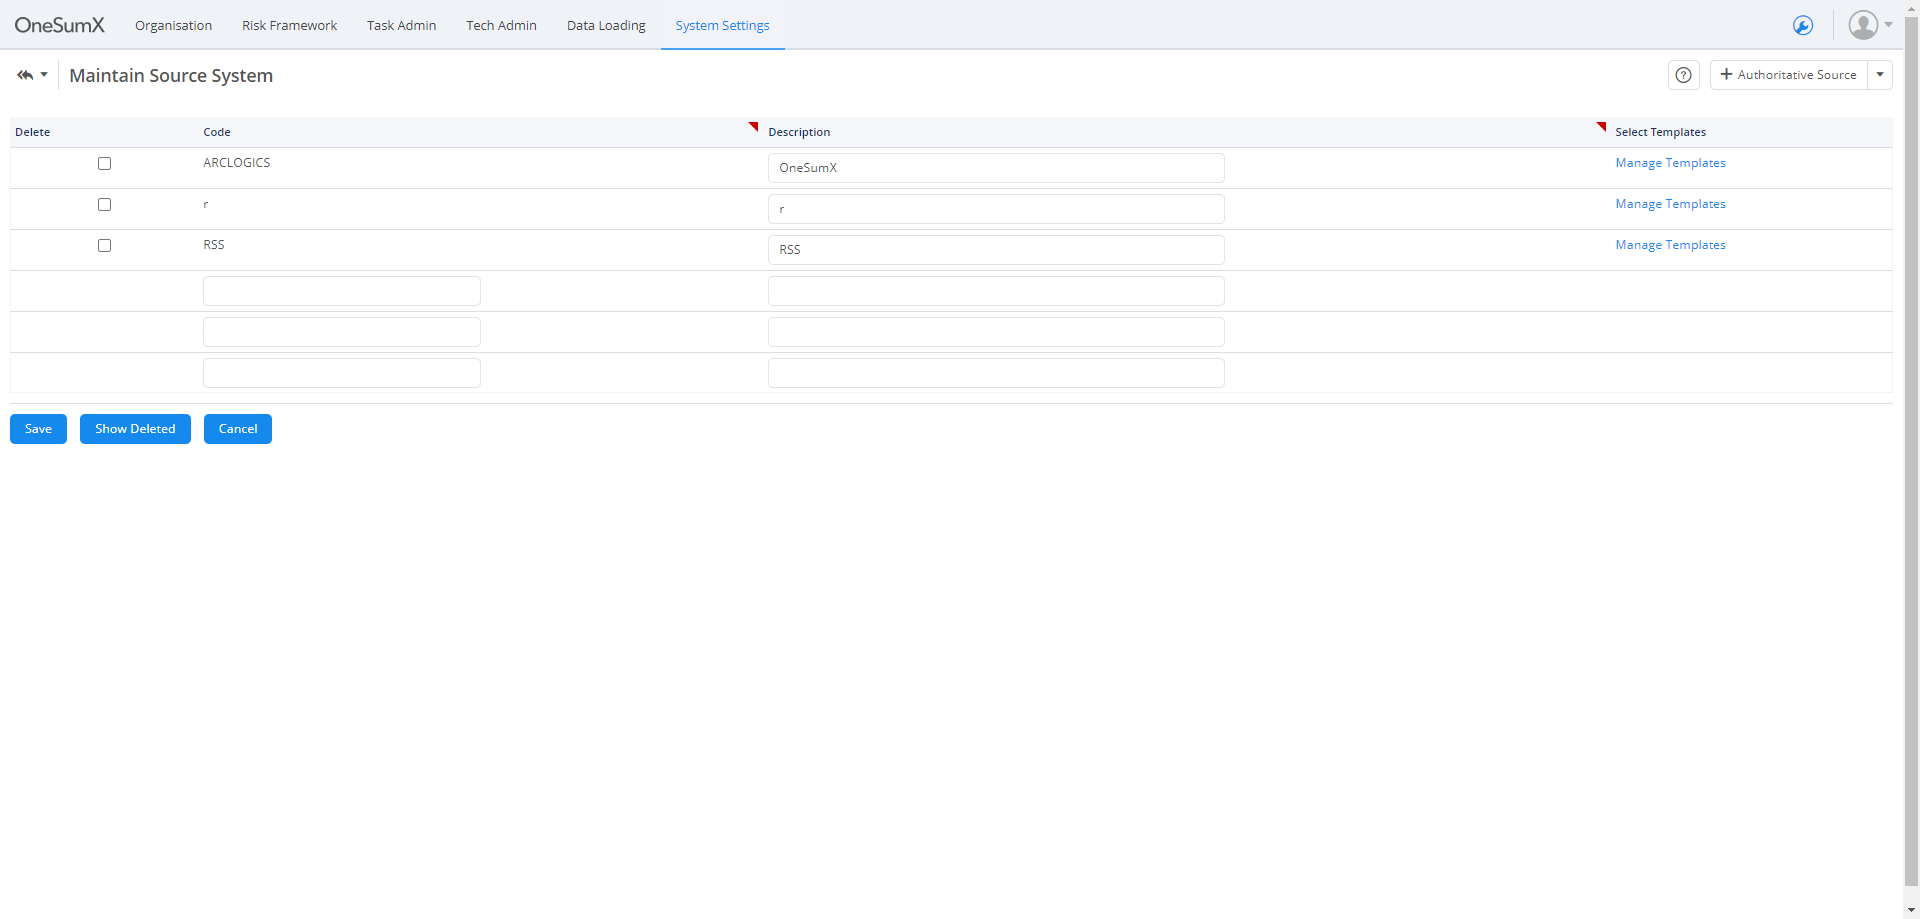 OneSumX Organisation Risk Framework Task Admin Tech Admin Data Loading System Settings
Maintain Source System
? + Authoritative Source
Delete Code Description Select Templates
ARCLOGICS OneSumX Manage Templates
r r Manage Templates
RSS RSS Manage Templates
Save Show Deleted Cancel